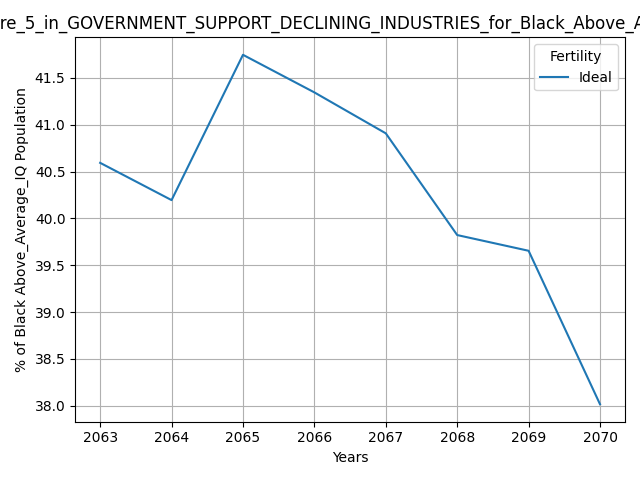 re_5_in_GOVERNMENT_SUPPORT_DECLINING_INDUSTRIES_for_Black_Above_A
Fertility
Ideal
% of Black Above_Average_IQ Population
41.5
41.0
40.5
40.0
39.5
39.0
38.5
38.0
2063 2064 2065 2066 2067 2068 2069 2070
Years